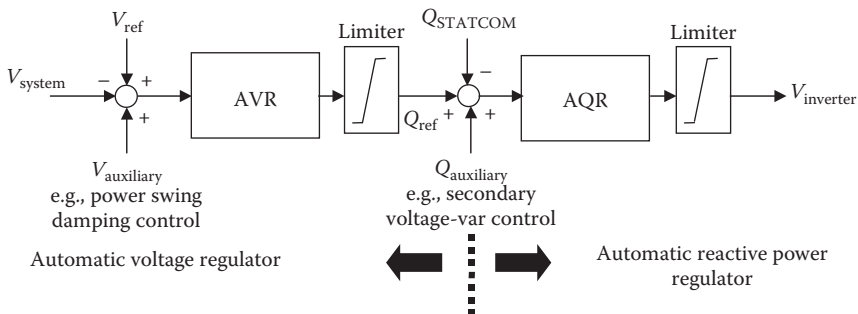 V_ref
Q_STATCOM
Limiter
Limiter
V_system
−
+
+
+
AVR
Q_ref
−
+
+
AQR
V_inverter
V_auxiliary
e.g., power swing
damping control
Q_auxiliary
e.g., secondary
voltage-var control
Automatic voltage regulator
Automatic reactive power
regulator